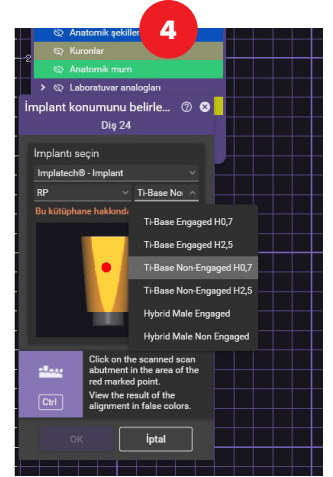 4
Anatomik şekiller
Kuronlar
Anatomik mum
Laboratuvar analogları
İmplant konumunu belirle...
Diş 24
İmplantı seçin
Implatech® - Implant
RP
Ti-Base Non
Bu kütüphane hakkında
Ti-Base Engaged H0,7
Ti-Base Engaged H2,5
Ti-Base Non-Engaged H0,7
Ti-Base Non-Engaged H2,5
Hybrid Male Engaged
Hybrid Male Non Engaged
Click on the scanned scan
abutment in the area of the
red marked point.
Ctrl
View the result of the
alignment in false colors.
OK
İptal